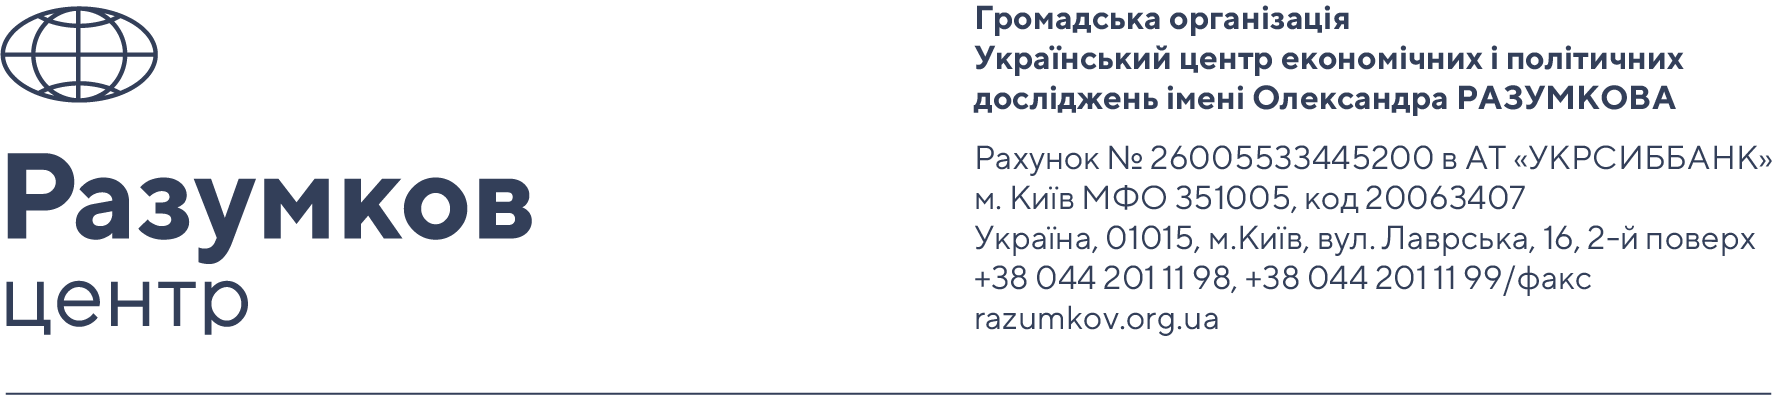 Разумков
центр
Громадська організація
Український центр економічних і політичних
досліджень імені Олександра РАЗУМКОВА
Рахунок № 26005533445200 в АТ «УКРСИББАНК»
м. Київ МФО 351005, код 20063407
Україна, 01015, м.Київ, вул. Лаврська, 16, 2-й поверх
+38 044 201 11 98, +38 044 201 11 99/факс
razumkov.org.ua